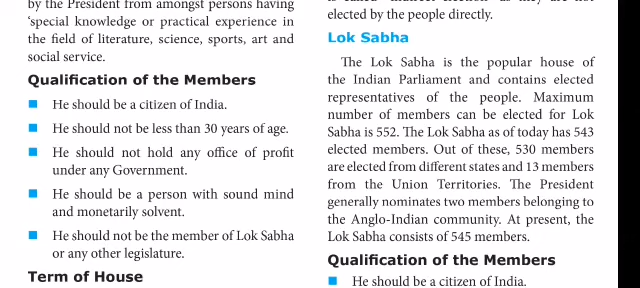 by the President from amongst persons having
'special knowledge or practical experience in
the field of literature, science, sports, art and
social service.
Qualification of the Members
He should be a citizen of India.
He should not be less than 30 years of age.
He should not hold any office of profit
under any Government.
He should be a person with sound mind
and monetarily solvent.
He should not be the member of Lok Sabha
or any other legislature.
Term of House
elected by the people directly.
Lok Sabha
The Lok Sabha is the popular house of
the Indian Parliament and contains elected
representatives of the people. Maximum
number of members can be elected for Lok
Sabha is 552. The Lok Sabha as of today has 543
elected members. Out of these, 530 members
are elected from different states and 13 members
from the Union Territories. The President
generally nominates two members belonging to
the Anglo-Indian community. At present, the
Lok Sabha consists of 545 members.
Qualification of the Members
He should be a citizen of India.